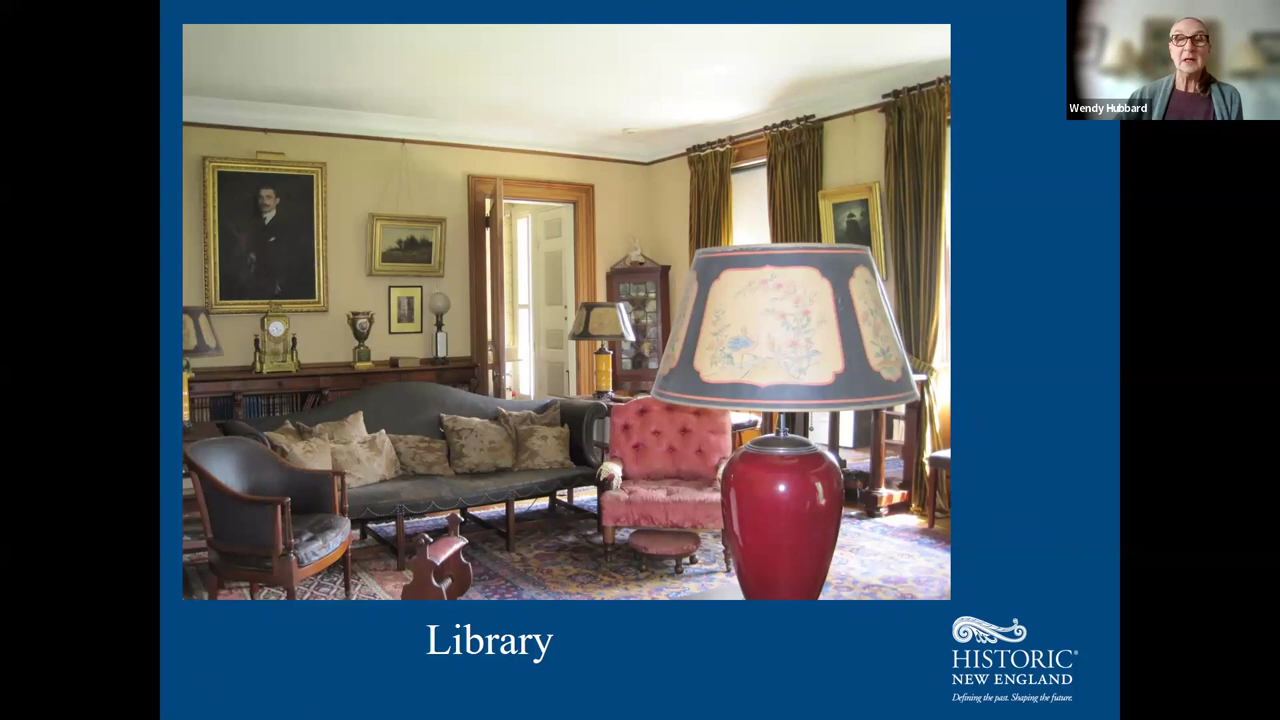 Wendy Hubbard
Library
HISTORIC®
NEW ENGLAND
Defining the past. Shaping the future.